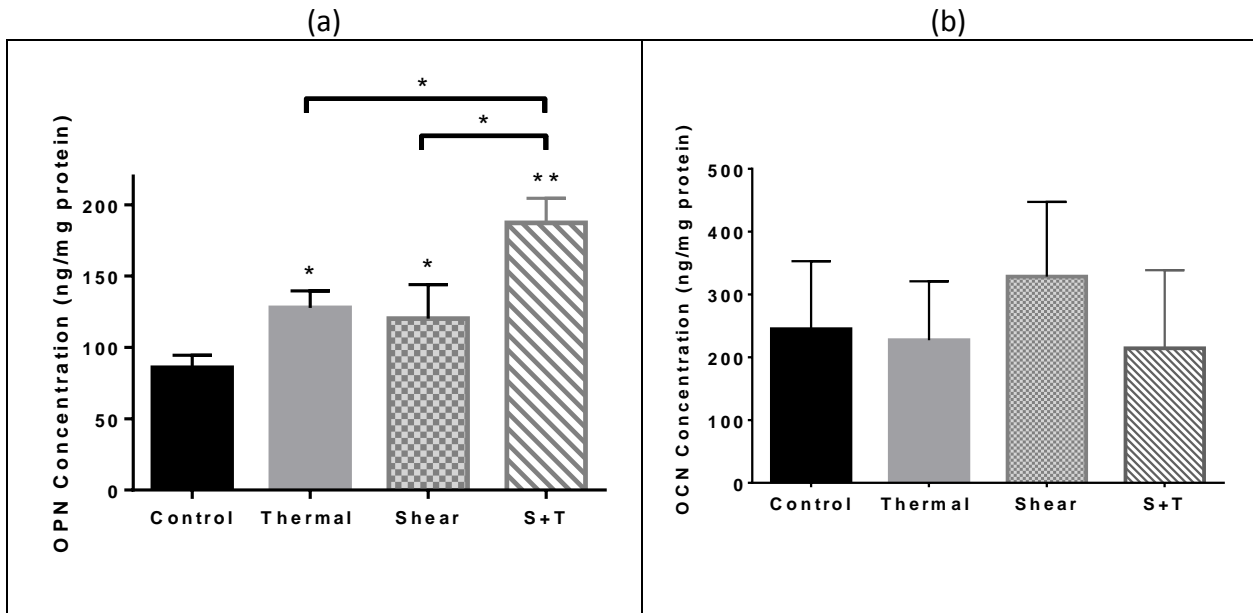 (a)
(b)
OPN Concentration (ng/mg protein)
200
150
100
50
0
*
*
*
*
**
Control Thermal Shear S+T
OCN Concentration (ng/mg protein)
500
400
300
200
100
0
Control Thermal Shear S+T